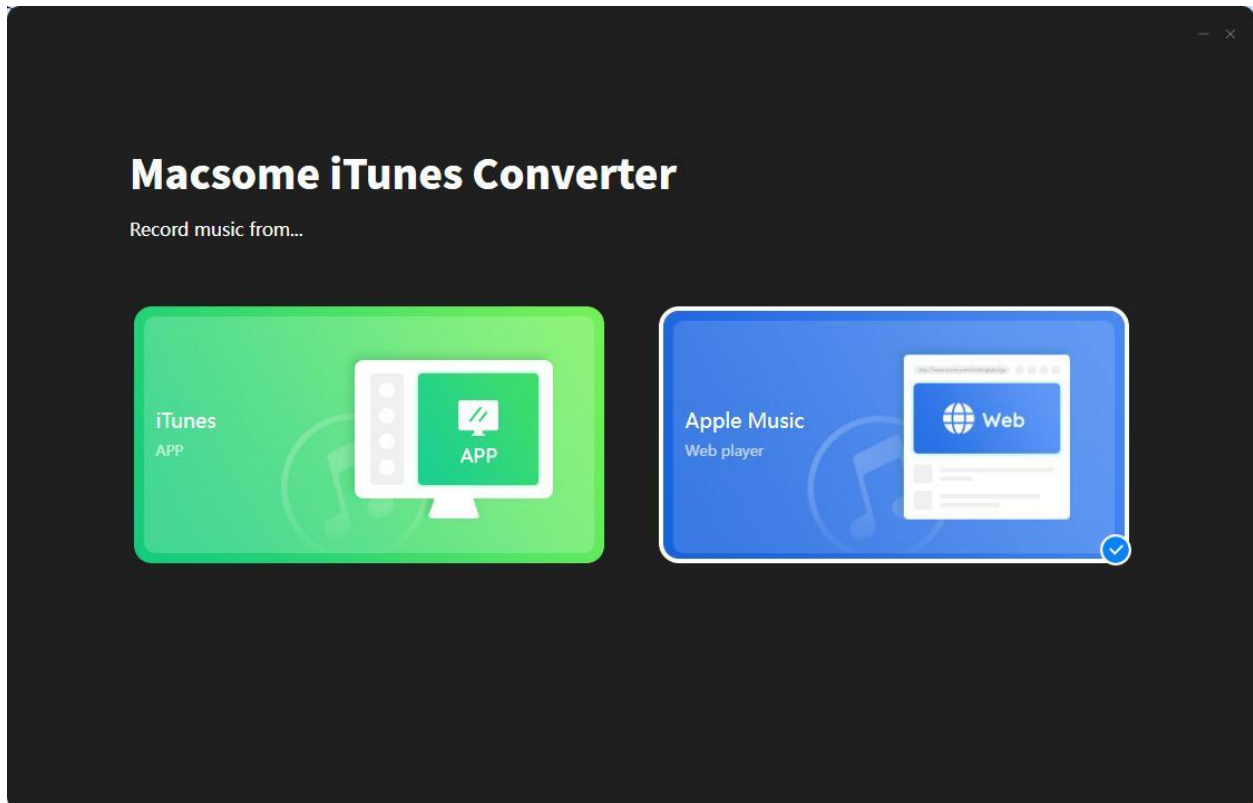 Macsome iTunes Converter
Record music from...
iTunes
APP
APP
Apple Music
Web player
Web